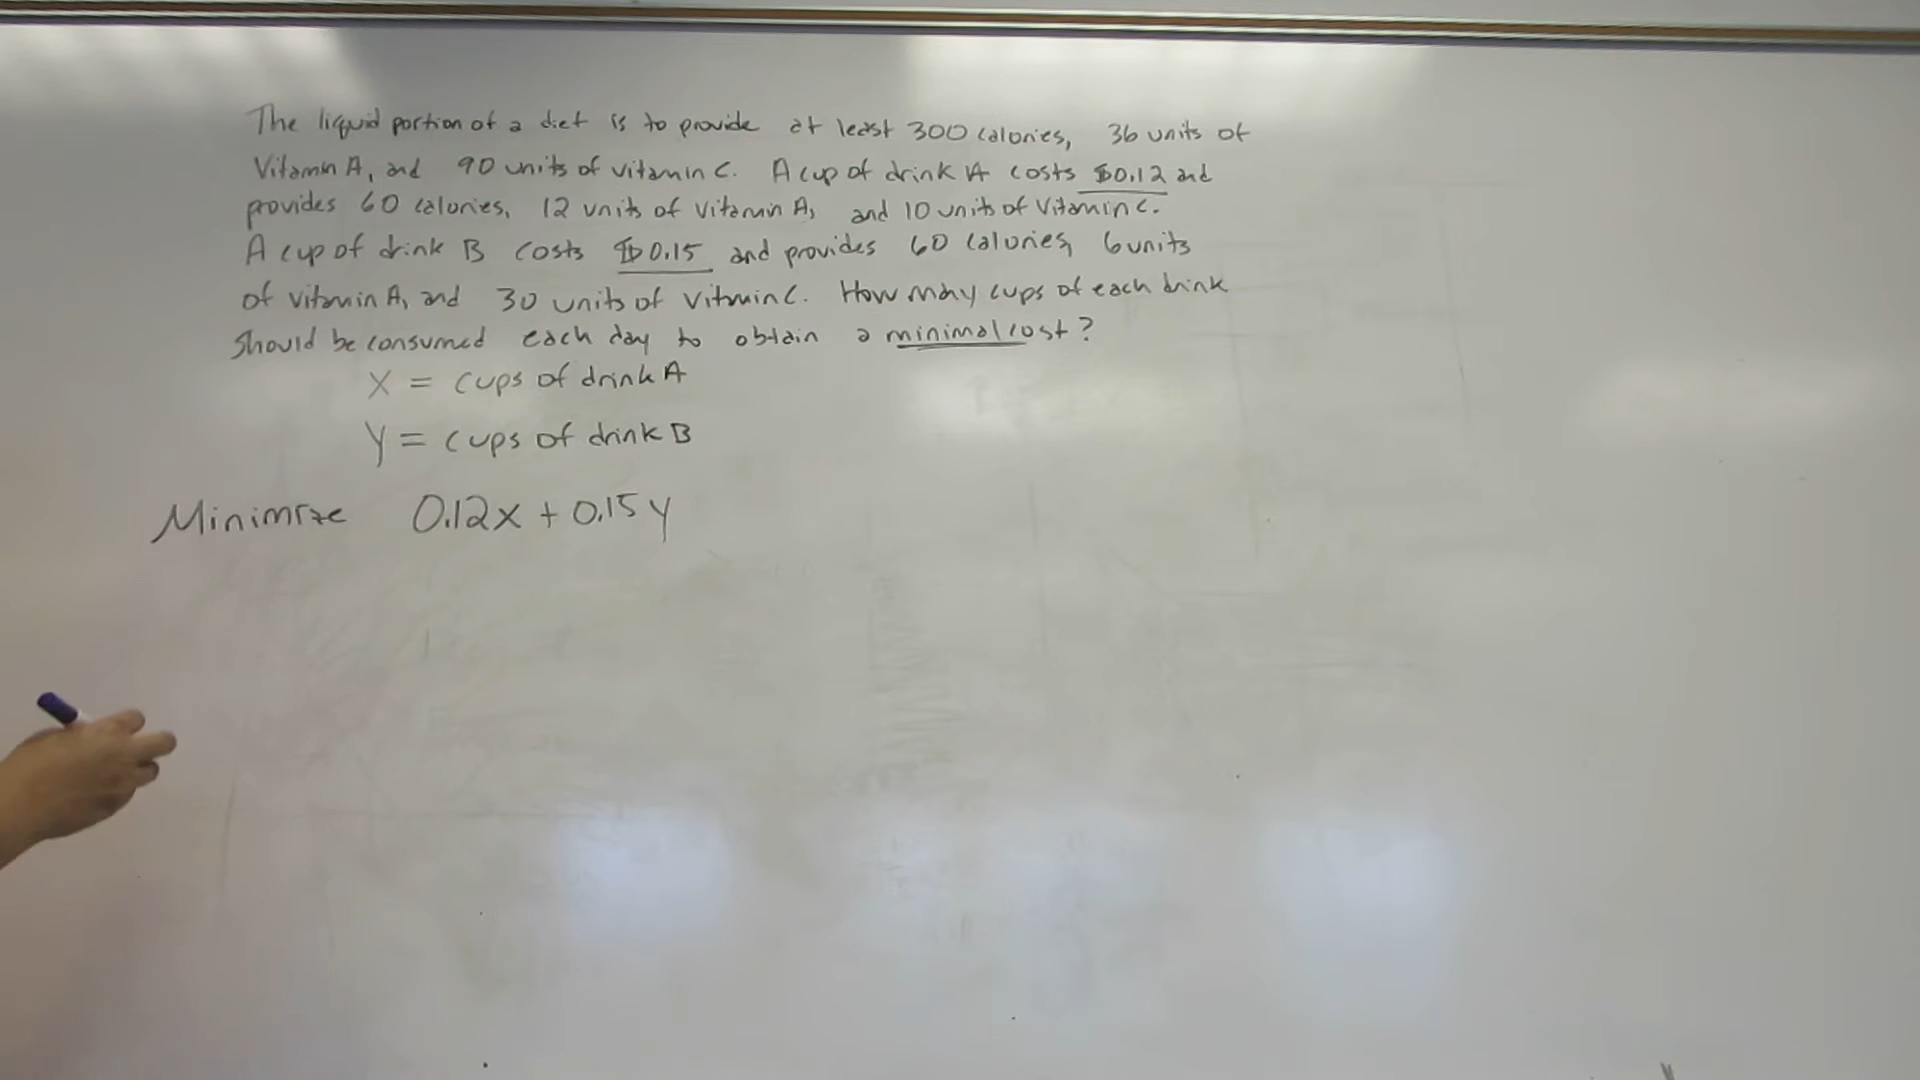 The liquid portion of a diet is to provide at least 300 calories, 36 units of
Vitamin A, and 90 units of vitamin C. A cup of drink A costs $0.12 and
provides 60 calories, 12 units of Vitamin A, and 10 units of Vitamin C.
A cup of drink B costs $0.15 and provides 60 calories, 6 units
of vitamin A, and 30 units of Vitamin C. How may cups of each drink
should be consumed each day to obtain a minimal cost?
X = cups of drink A
Y = cups of drink B
Minimize 0.12x + 0.15y